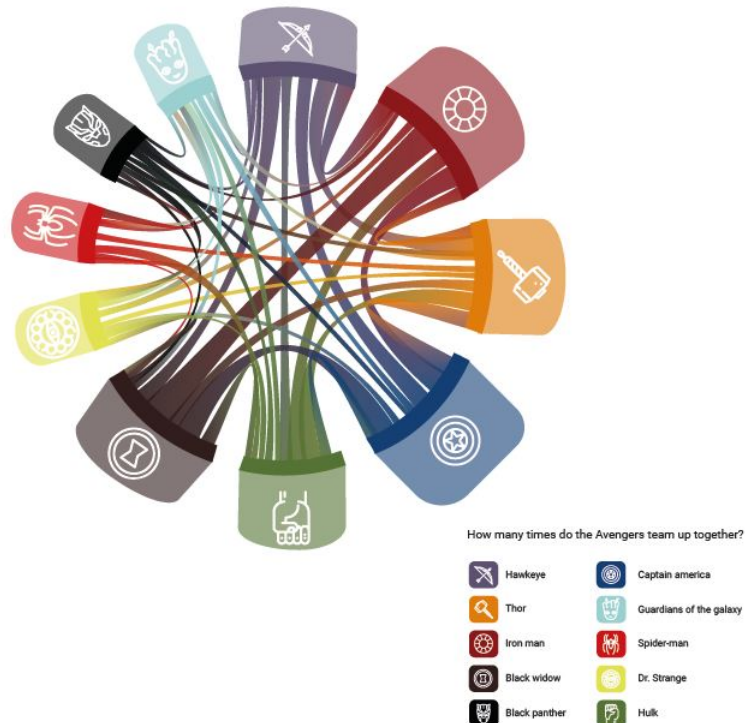 How many times do the Avengers team up together?
Hawkeye
Captain america
Thor
Guardians of the galaxy
Iron man
Spider-man
Black widow
Dr. Strange
Black panther
Hulk